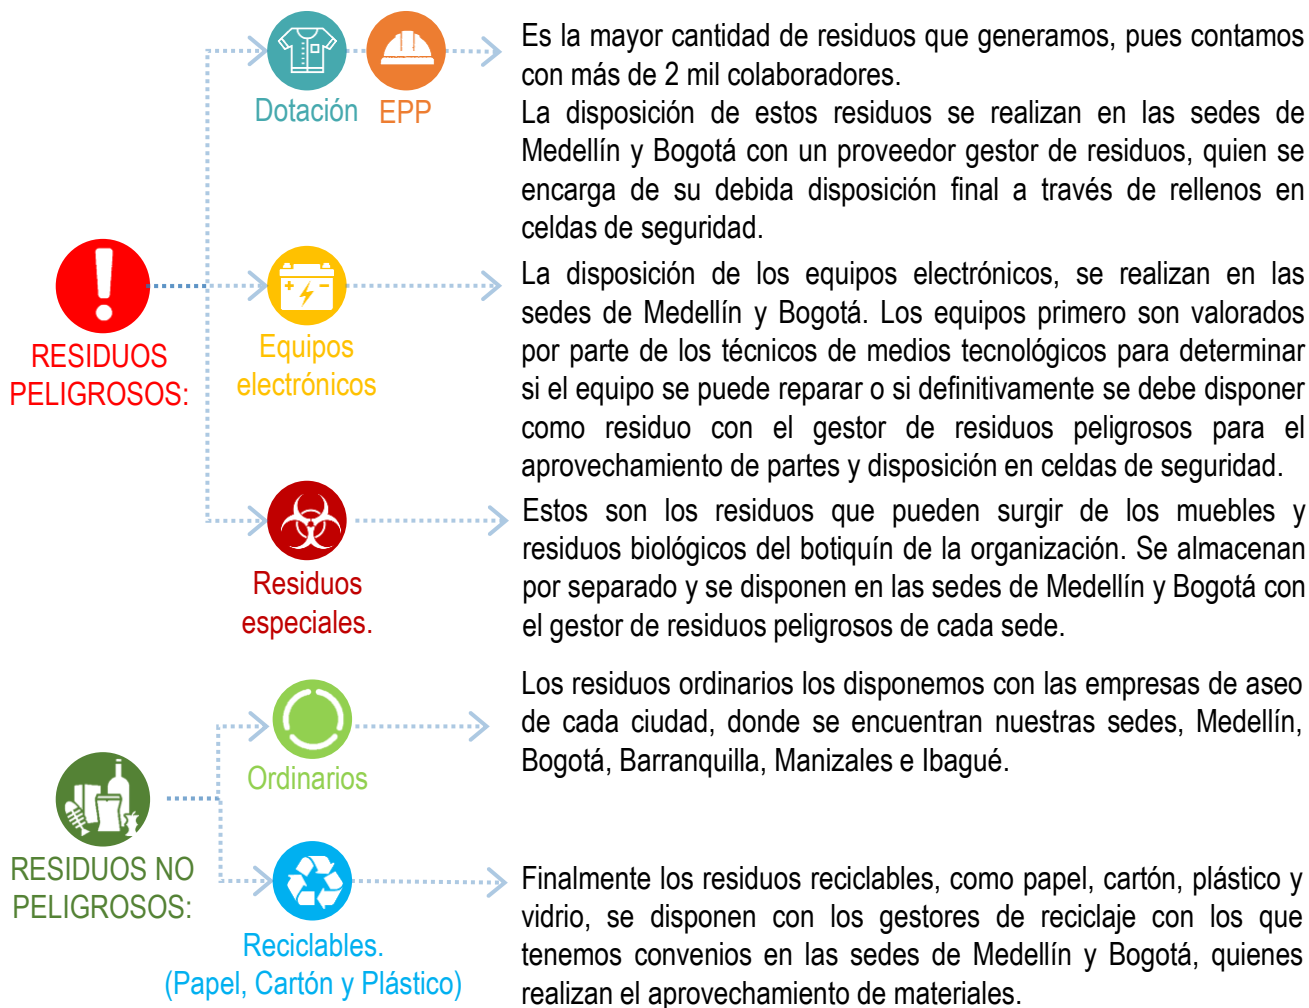 Dotación
EPP
Es la mayor cantidad de residuos que generamos, pues contamos
con más de 2 mil colaboradores.
La disposición de estos residuos se realizan en las sedes de
Medellín y Bogotá con un proveedor gestor de residuos, quien se
encarga de su debida disposición final a través de rellenos en
celdas de seguridad.
RESIDUOS
PELIGROSOS:
Equipos
electrónicos
La disposición de los equipos electrónicos, se realizan en las
sedes de Medellín y Bogotá. Los equipos primero son valorados
por parte de los técnicos de medios tecnológicos para determinar
si el equipo se puede reparar o si definitivamente se debe disponer
como residuo con el gestor de residuos peligrosos para el
aprovechamiento de partes y disposición en celdas de seguridad.
Residuos
especiales.
Estos son los residuos que pueden surgir de los muebles y
residuos biológicos del botiquín de la organización. Se almacenan
por separado y se disponen en las sedes de Medellín y Bogotá con
el gestor de residuos peligrosos de cada sede.
RESIDUOS NO
PELIGROSOS:
Ordinarios
Los residuos ordinarios los disponemos con las empresas de aseo
de cada ciudad, donde se encuentran nuestras sedes, Medellín,
Bogotá, Barranquilla, Manizales e Ibagué.
Reciclables.
(Papel, Cartón y Plástico)
Finalmente los residuos reciclables, como papel, cartón, plástico y
vidrio, se disponen con los gestores de reciclaje con los que
tenemos convenios en las sedes de Medellín y Bogotá, quienes
realizan el aprovechamiento de materiales.